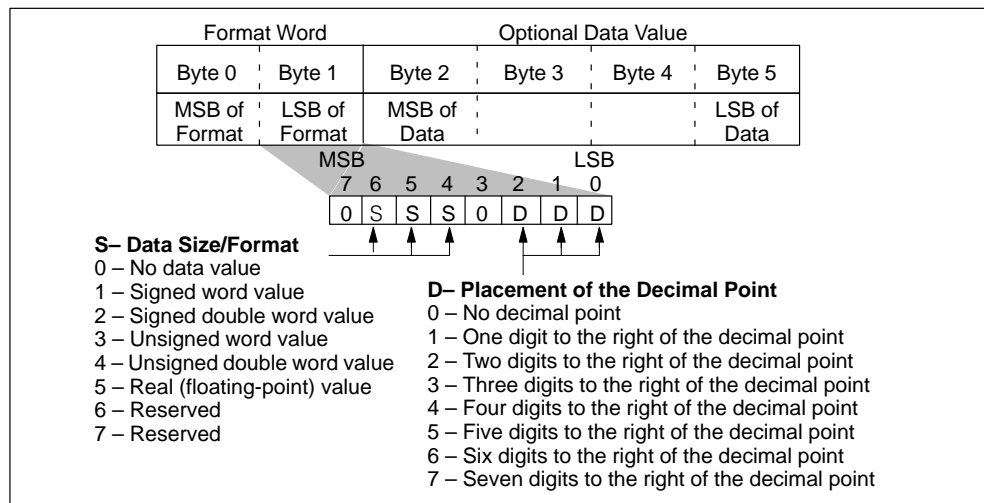 Format Word Optional Data Value
Byte 0 Byte 1 Byte 2 Byte 3 Byte 4 Byte 5
MSB of Format LSB of Format MSB of Data LSB of Data
MSB LSB
7 6 5 4 3 2 1 0
0 S S S 0 D D D
S– Data Size/Format
0 – No data value
1 – Signed word value
2 – Signed double word value
3 – Unsigned word value
4 – Unsigned double word value
5 – Real (floating-point) value
6 – Reserved
7 – Reserved
D– Placement of the Decimal Point
0 – No decimal point
1 – One digit to the right of the decimal point
2 – Two digits to the right of the decimal point
3 – Three digits to the right of the decimal point
4 – Four digits to the right of the decimal point
5 – Five digits to the right of the decimal point
6 – Six digits to the right of the decimal point
7 – Seven digits to the right of the decimal point